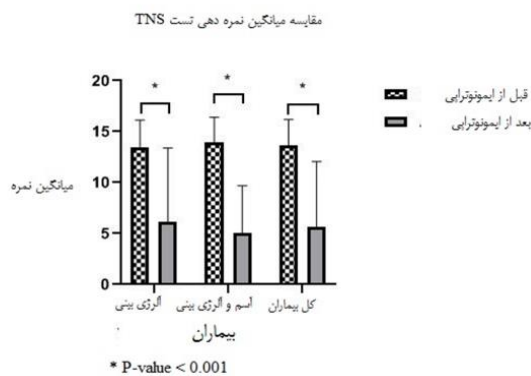 مقایسه میانگین نمره دهی تست TNS
قبل از ایمونوتراپی
بعد از ایمونوتراپی
میانگین نمره
20
15
10
5
0
* * *
آلرژی بینی آسم و آلرژی بینی کل بیماران
بیماران
* P-value < 0.001